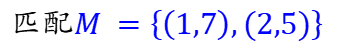 匹配M = {(1,7), (2,5)}